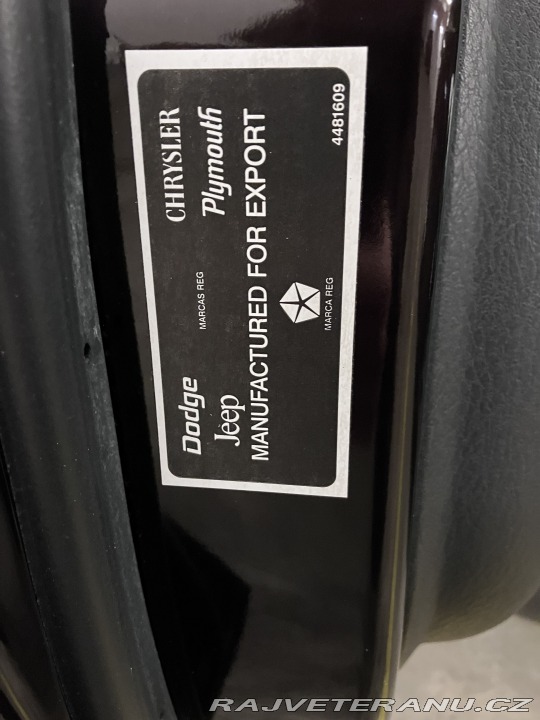 Dodge CHRYSLER
MARCAS REG
Jeep Plymouth
MANUFACTURED FOR EXPORT
MARCA REG
4481609
RAJVETERANU.CZ